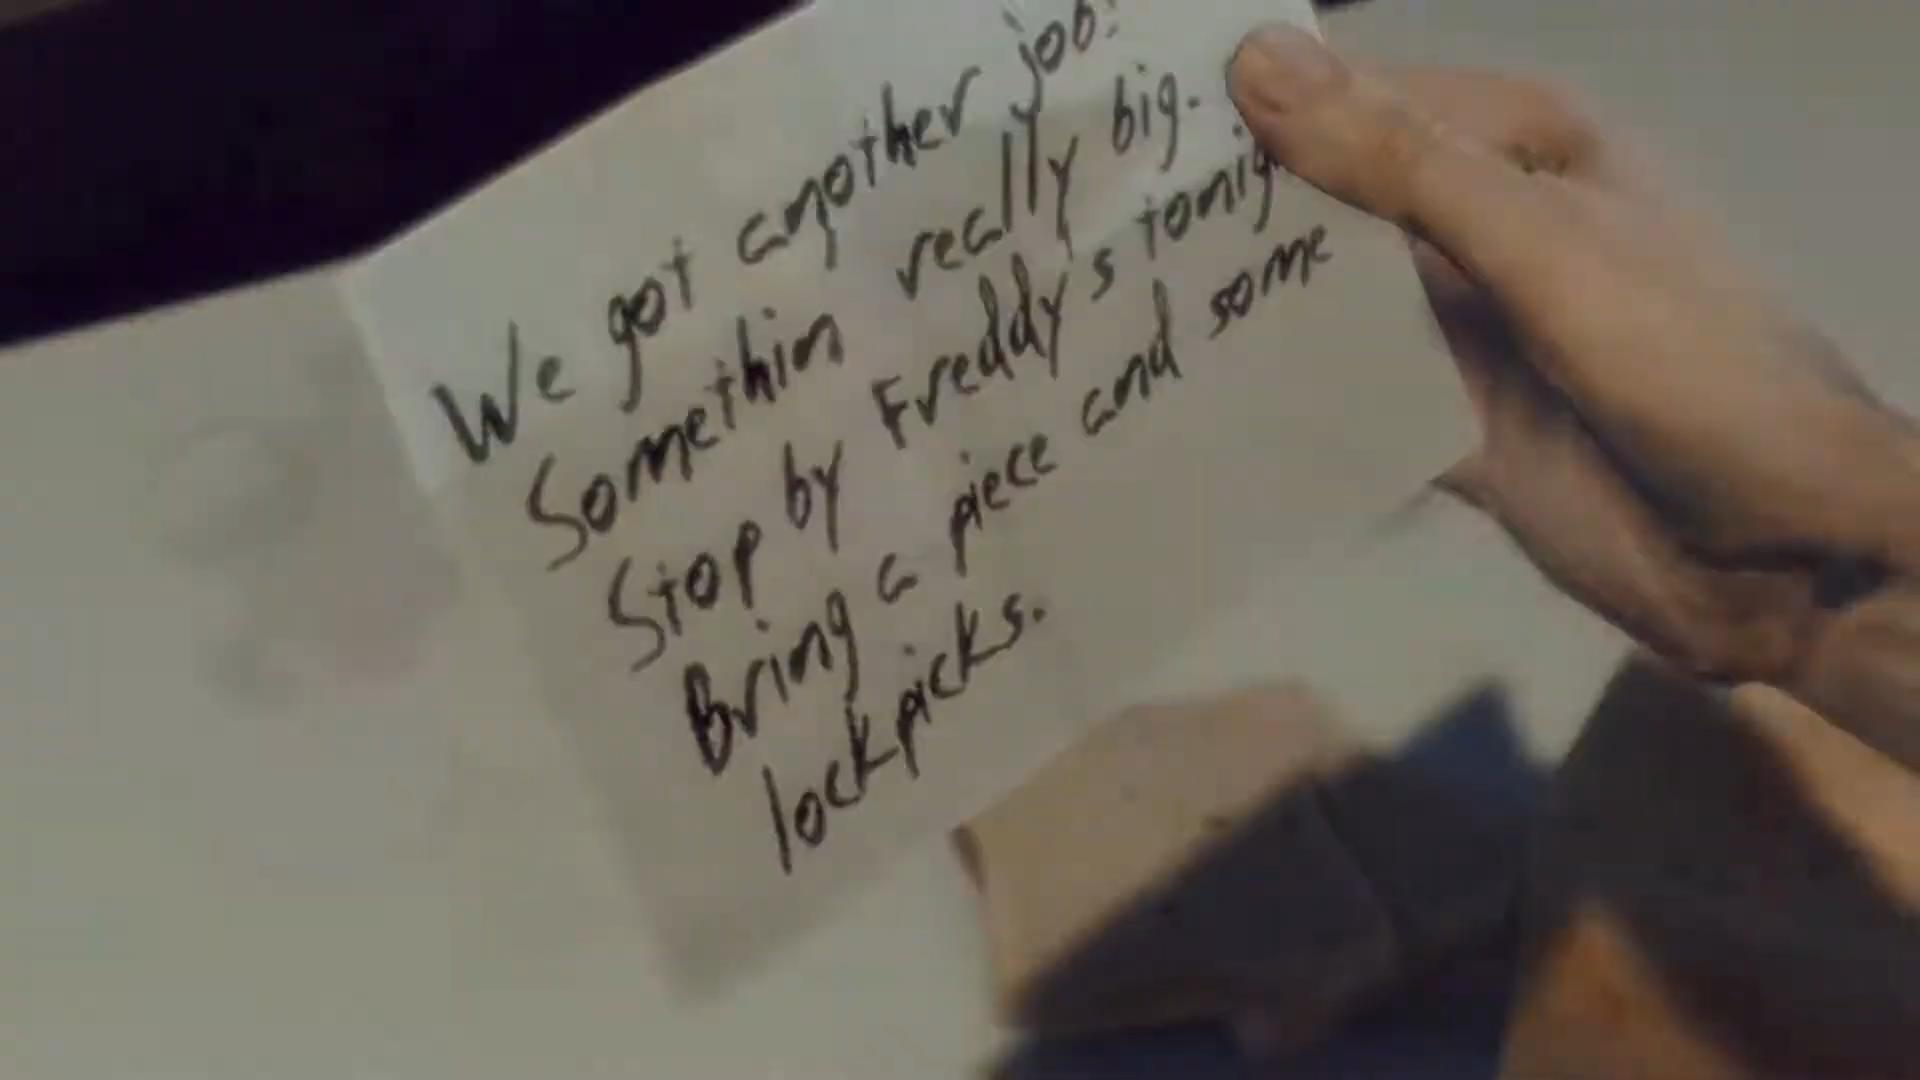 We got another job.
Somethin really big.
Stop by Freddy's
Bring a piece and some
lockpicks.